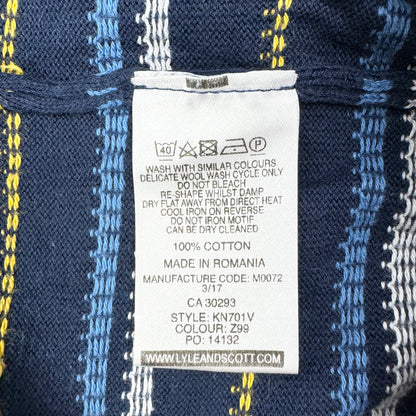 40 P
WASH WITH SIMILAR COLOURS
DELICATE WOOL WASH CYCLE ONLY
DO NOT BLEACH
RE-SHAPE WHILST DAMP
DRY FLAT AWAY FROM DIRECT HEAT
COOL IRON ON REVERSE
DO NOT IRON MOTIF
CAN BE DRY CLEANED
100% COTTON
MADE IN ROMANIA
MANUFACTURE CODE: M0072
3/17
CA 30293
STYLE: KN701V
COLOUR: Z99
PO: 14132
WWW.LYLEANDSCOTT.COM